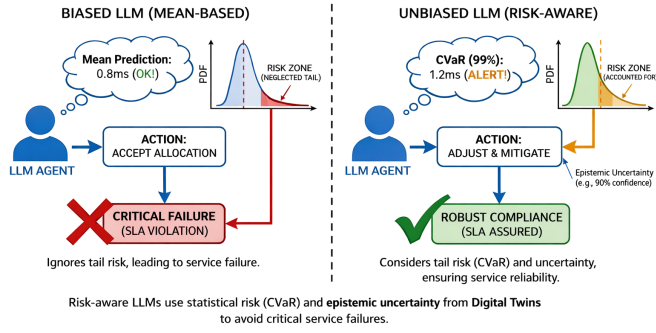 BIASED LLM (MEAN-BASED)
Mean Prediction:
0.8ms (OK!)
PDF
RISK ZONE
(NEGLECTED TAIL)
LLM AGENT
ACTION:
ACCEPT ALLOCATION
CRITICAL FAILURE
(SLA VIOLATION)
Ignores tail risk, leading to service failure.
UNBIASED LLM (RISK-AWARE)
CVaR (99%):
1.2ms (ALERT!)
PDF
RISK ZONE
(ACCOUNTED FOR)
LLM AGENT
ACTION:
ADJUST & MITIGATE
Epistemic Uncertainty
(e.g., 90% confidence)
ROBUST COMPLIANCE
(SLA ASSURED)
Considers tail risk (CVaR) and uncertainty,
ensuring service reliability.
Risk-aware LLMs use statistical risk (CVaR) and epistemic uncertainty from Digital Twins
to avoid critical service failures.